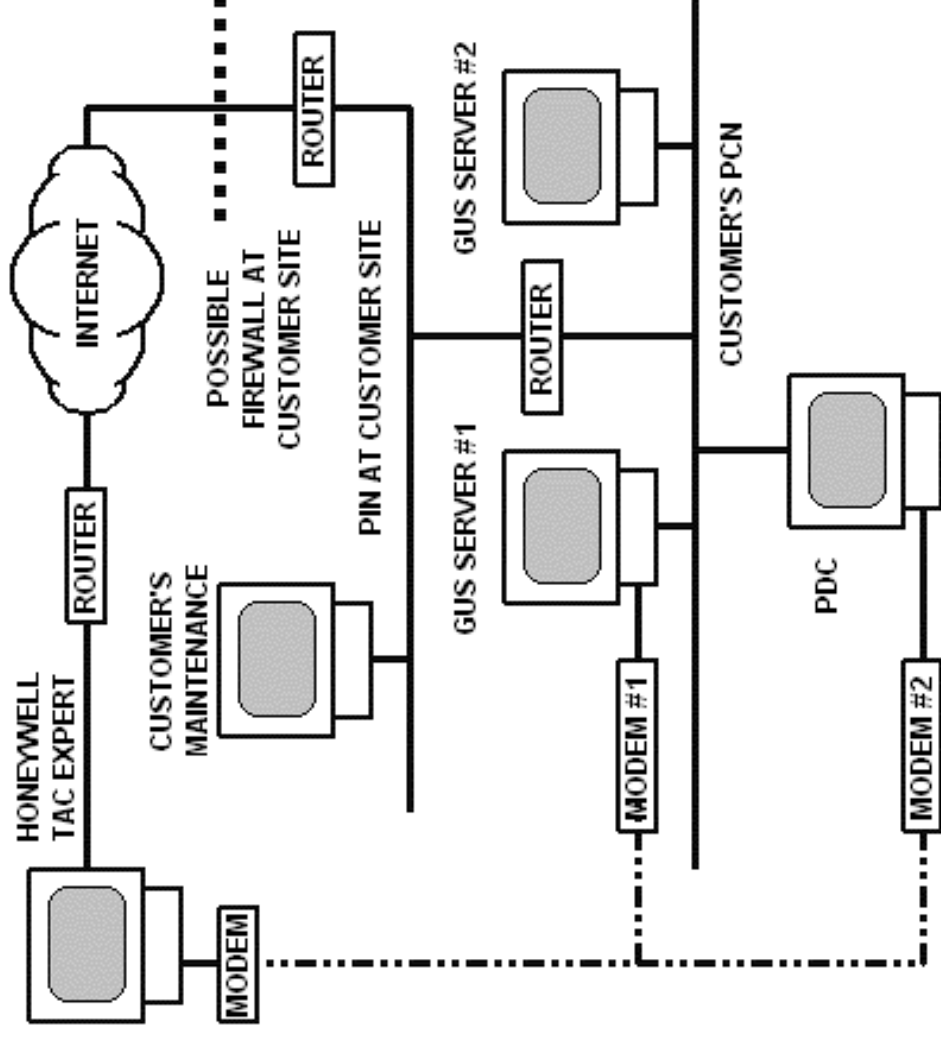 HONEYWELL
TAC EXPERT
ROUTER
INTERNET
MODEM
CUSTOMER'S
MAINTENANCE
POSSIBLE
FIREWALL AT
CUSTOMER SITE
ROUTER
PIN AT CUSTOMER SITE
GUS SERVER #1
GUS SERVER #2
ROUTER
MODEM #1
CUSTOMER'S PCN
PDC
MODEM #2